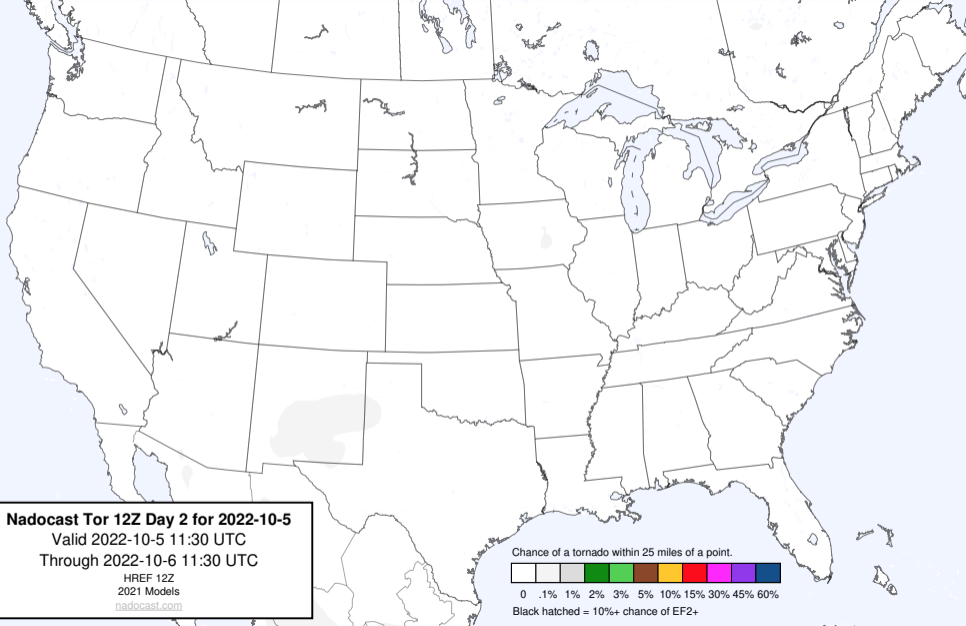 Nadocast Tor 12Z Day 2 for 2022-10-5
Valid 2022-10-5 11:30 UTC
Through 2022-10-6 11:30 UTC
HREF 12Z
2021 Models
nadocast.com
Chance of a tornado within 25 miles of a point.
0 .1% 1% 2% 3% 5% 10% 15% 30% 45% 60%
Black hatched = 10%+ chance of EF2+